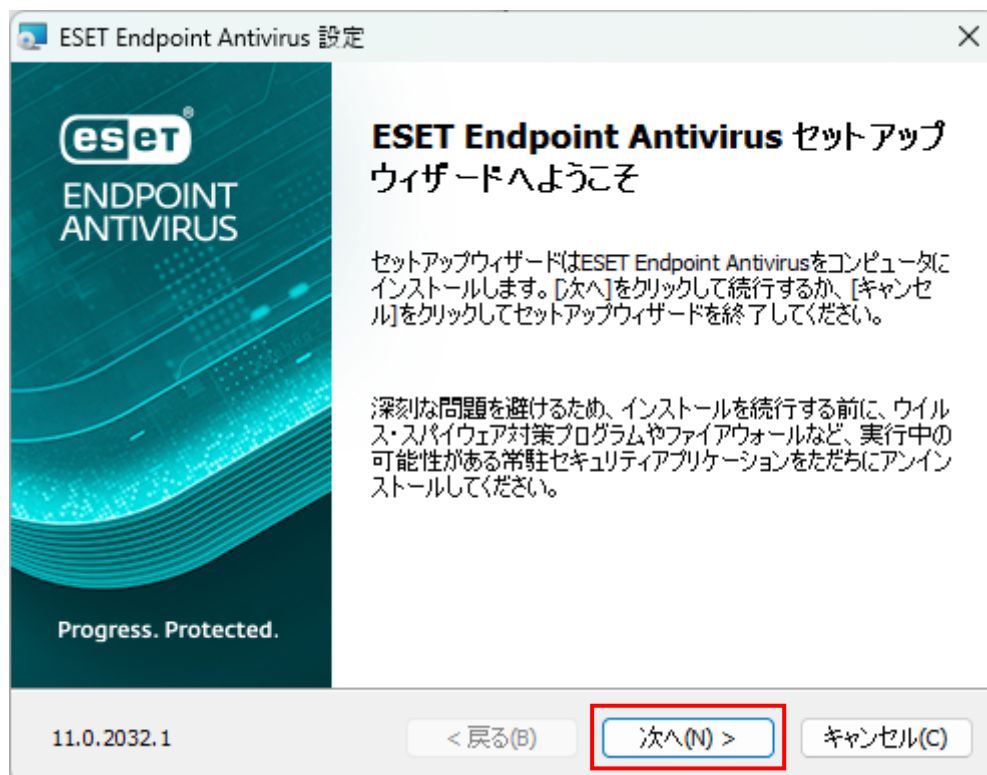 ESET Endpoint Antivirus 設定
eseT®
ENDPOINT
ANTIVIRUS
ESET Endpoint Antivirus セットアップ
ウィザードへようこそ
セットアップウィザードはESET Endpoint Antivirusをコンピュータに
インストールします。[次へ]をクリックして続行するか、[キャンセ
ル]をクリックしてセットアップウィザードを終了してください。
深刻な問題を避けるため、インストールを続行する前に、ウイル
ス・スパイウェア対策プログラムやファイアウォールなど、実行中の
可能性がある常駐セキュリティアプリケーションをただちにアンイン
ストールしてください。
Progress. Protected.
11.0.2032.1
< 戻る(B)
次へ(N) >
キャンセル(C)